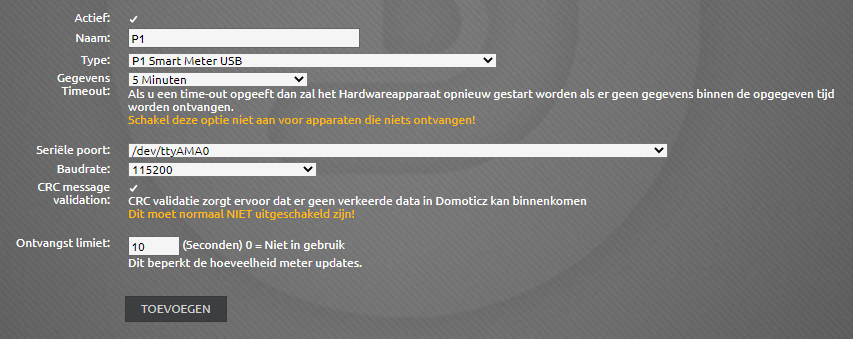 Actief:
Naam: P1
Type: P1 Smart Meter USB
Gegevens Timeout: 5 Minuten
Als u een time-out opgeeft dan zal het Hardwareapparaat opnieuw gestart worden als er geen gegevens binnen de opgegeven tijd
worden ontvangen.
Schakel deze optie niet aan voor apparaten die niets ontvangen!
Seriële poort: /dev/ttyAMA0
Baudrate: 115200
CRC message validation:
CRC validatie zorgt ervoor dat er geen verkeerde data in Domoticz kan binnenkomen
Dit moet normaal NIET uitgeschakeld zijn!
Ontvangst limiet: 10 (Seconden) 0 = Niet in gebruik
Dit beperkt de hoeveelheid meter updates.
TOEVOEGEN